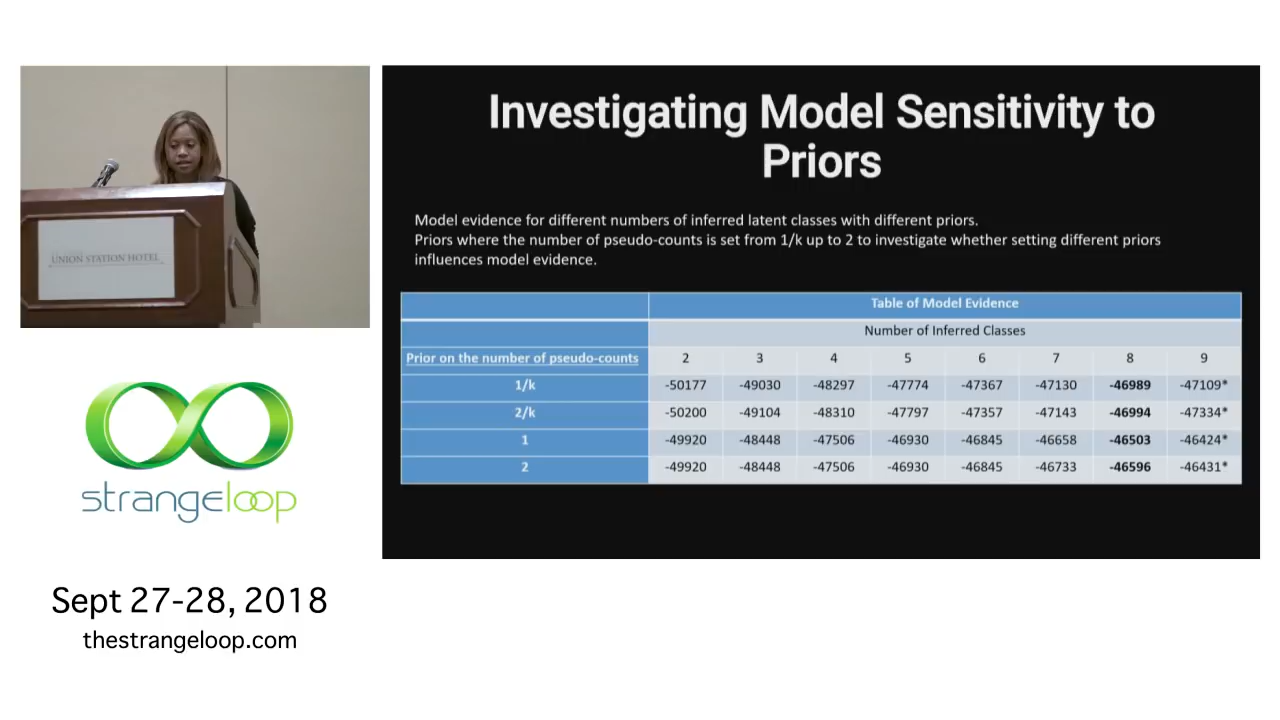 UNION STATION HOTEL
strangeloop
Sept 27-28, 2018
thestrangeloop.com
Investigating Model Sensitivity to
Priors
Model evidence for different numbers of inferred latent classes with different priors.
Priors where the number of pseudo-counts is set from 1/k up to 2 to investigate whether setting different priors
influences model evidence.
Table of Model Evidence
Number of Inferred Classes
Prior on the number of pseudo-counts 2 3 4 5 6 7 8 9
1/k -50177 -49030 -48297 -47774 -47367 -47130 -46989 -47109*
2/k -50200 -49104 -48310 -47797 -47357 -47143 -46994 -47334*
1 -49920 -48448 -47506 -46930 -46845 -46658 -46503 -46424*
2 -49920 -48448 -47506 -46930 -46845 -46733 -46596 -46431*